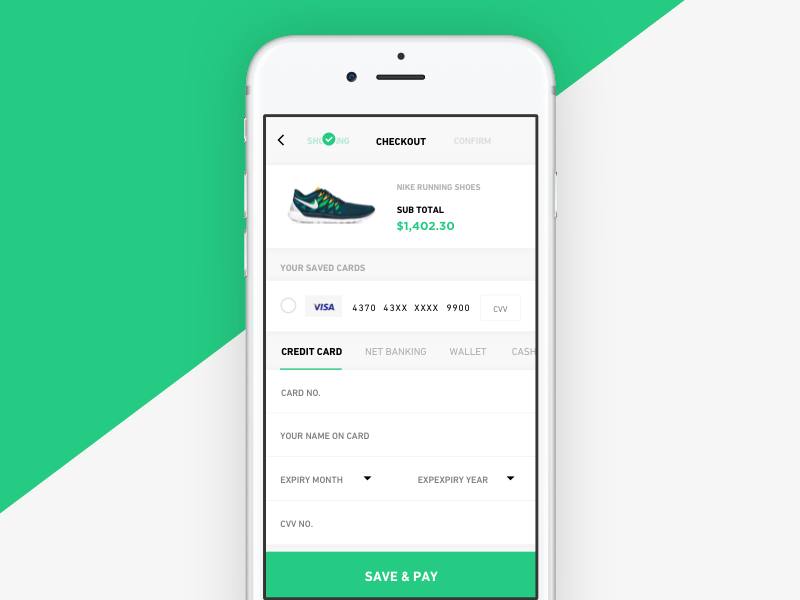 CHECKOUT
CONFIRM
NIKE RUNNING SHOES
SUB TOTAL
$1,402.30
YOUR SAVED CARDS
VISA 4370 43XX XXXX 9900 CVV
CREDIT CARD NET BANKING WALLET CASH
CARD NO.
YOUR NAME ON CARD
EXPIRY MONTH EXPEXPIRY YEAR
CVV NO.
SAVE & PAY